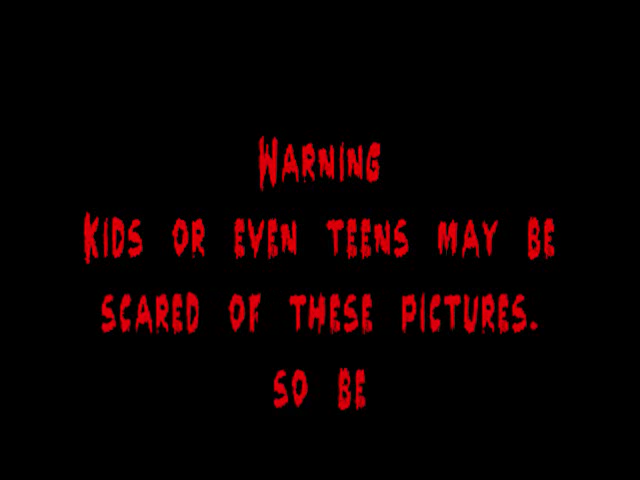 Warning
Kids or even teens may be
scared of these pictures.
so be